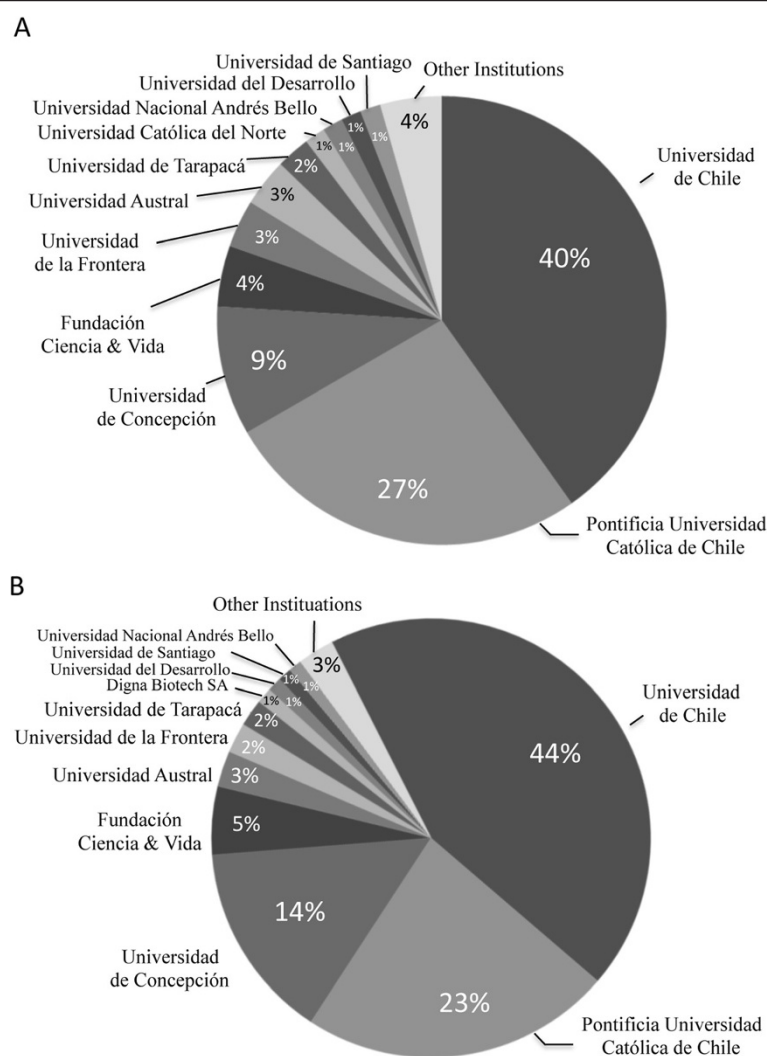 A
Universidad de Santiago
Universidad del Desarrollo
Other Institutions
Universidad Nacional Andrés Bello
Universidad Católica del Norte
Universidad de Tarapacá
Universidad Austral
Universidad
de la Frontera
Fundación
Ciencia & Vida
Universidad
de Concepción
Universidad
de Chile
Pontificia Universidad
Católica de Chile
40%
27%
9%
4%
3%
3%
2%
1%
1%
1%
1%
4%
B
Other Instituations
Universidad Nacional Andrés Bello
Universidad de Santiago
Universidad del Desarrollo
Digna Biotech SA
Universidad de Tarapacá
Universidad de la Frontera
Universidad Austral
Fundación
Ciencia & Vida
Universidad
de Concepción
Universidad
de Chile
Pontificia Universidad
Católica de Chile
44%
23%
14%
5%
3%
2%
2%
1%
1%
1%
1%
3%